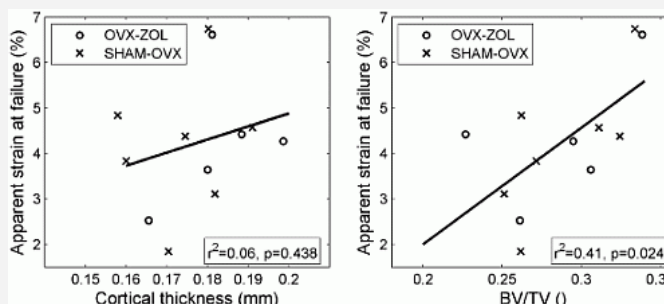 Apparent strain at failure (%)
7
6
5
4
3
2
OVX-ZOL
SHAM-OVX
r²=0.06, p=0.438
0.15 0.16 0.17 0.18 0.19 0.2
Cortical thickness (mm)
Apparent strain at failure (%)
7
6
5
4
3
2
OVX-ZOL
SHAM-OVX
r²=0.41, p=0.024
0.2 0.25 0.3
BV/TV ()